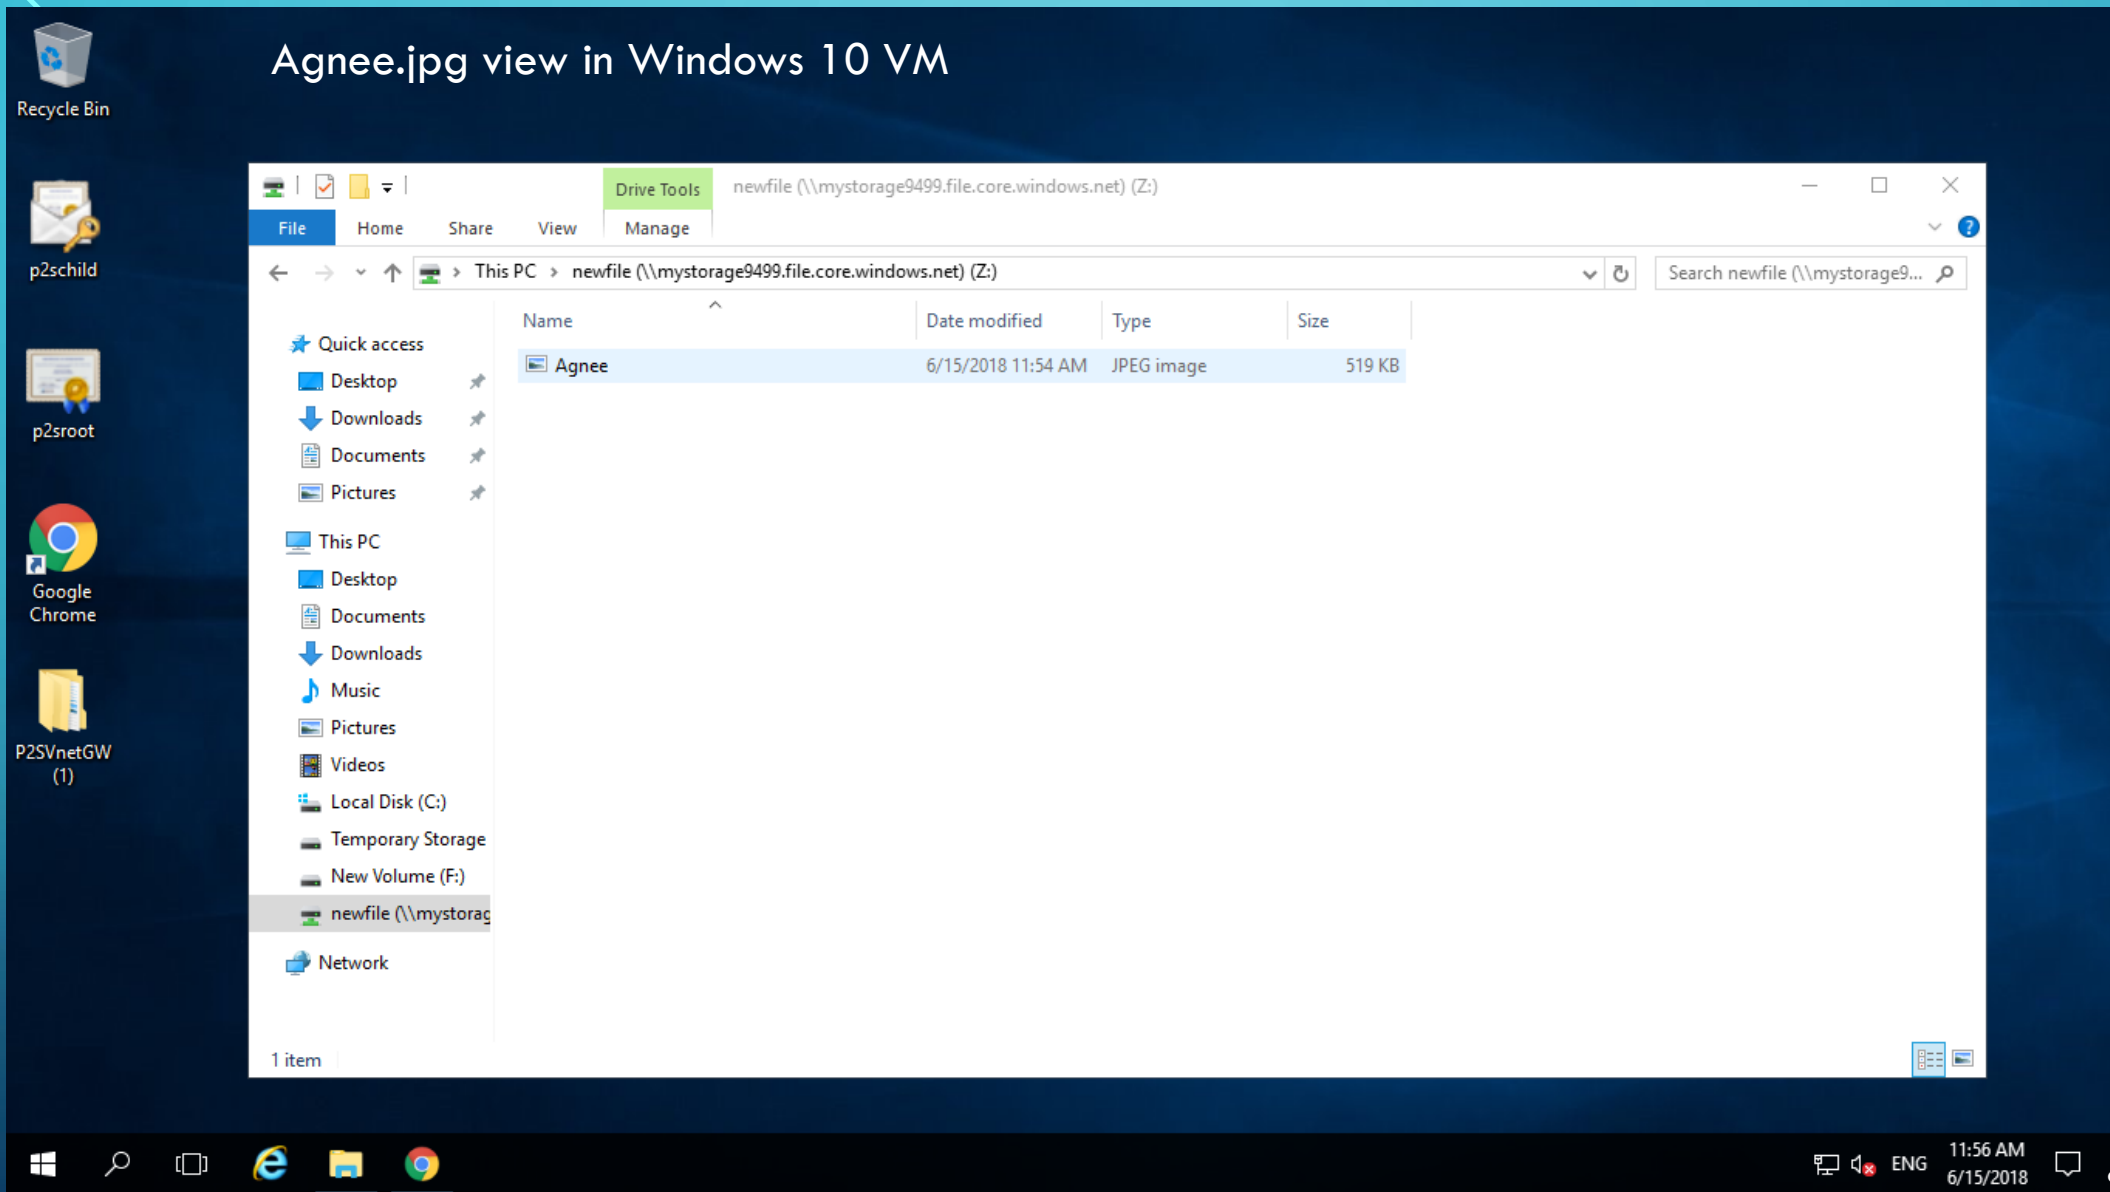 Agnee.jpg view in Windows 10 VM
Recycle Bin
p2schild
p2sroot
Google
Chrome
P2SVnetGW
(1)
Drive Tools
newfile (\\mystorage9499.file.core.windows.net) (Z:)
File Home Share View Manage
This PC newfile (\\mystorage9499.file.core.windows.net) (Z:)
Search newfile (\\mystorage9...
Name Date modified Type Size
Agnee 6/15/2018 11:54 AM JPEG image 519 KB
Quick access
Desktop
Downloads
Documents
Pictures
This PC
Desktop
Documents
Downloads
Music
Pictures
Videos
Local Disk (C:)
Temporary Storage
New Volume (F:)
newfile (\\mystorag
Network
1 item
ENG
11:56 AM
6/15/2018